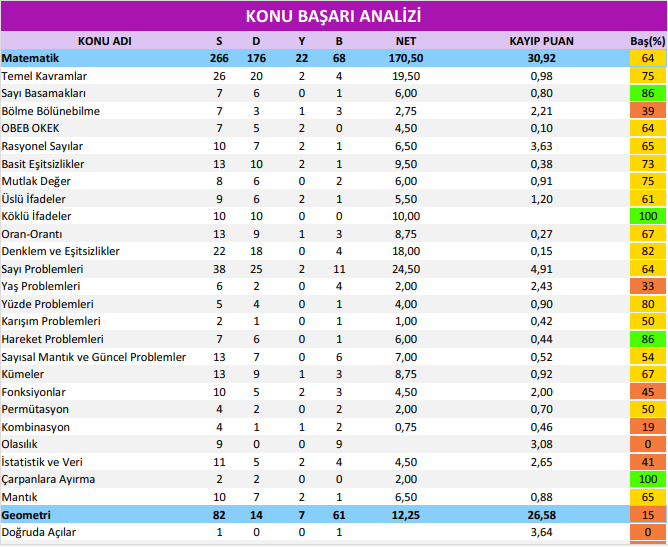 KONU BAŞARI ANALİZİ
KONU ADI S D Y B NET KAYIP PUAN Baş(%)
Matematik 266 176 22 68 170,50 30,92 64
Temel Kavramlar 26 20 2 4 19,50 0,98 75
Sayı Basamakları 7 6 0 1 6,00 0,80 86
Bölme Bölünebilme 7 3 1 3 2,75 2,21 39
OBEB OKEK 7 5 2 0 4,50 0,10 64
Rasyonel Sayılar 10 7 2 1 6,50 3,63 65
Basit Eşitsizlikler 13 10 2 1 9,50 0,38 73
Mutlak Değer 8 6 0 2 6,00 0,91 75
Üslü İfadeler 9 6 2 1 5,50 1,20 61
Köklü İfadeler 10 10 0 0 10,00 100
Oran-Orantı 13 9 1 3 8,75 0,27 67
Denklem ve Eşitsizlikler 22 18 0 4 18,00 0,15 82
Sayı Problemleri 38 25 2 11 24,50 4,91 64
Yaş Problemleri 6 2 0 4 2,00 2,43 33
Yüzde Problemleri 5 4 0 1 4,00 0,90 80
Karışım Problemleri 2 1 0 1 1,00 0,42 50
Hareket Problemleri 7 6 0 1 6,00 0,44 86
Sayısal Mantık ve Güncel Problemler 13 7 0 6 7,00 0,52 54
Kümeler 13 9 1 3 8,75 0,92 67
Fonksiyonlar 10 5 2 3 4,50 2,00 45
Permütasyon 4 2 0 2 2,00 0,70 50
Kombinasyon 4 1 1 2 0,75 0,46 19
Olasılık 9 0 0 9 3,08 0
İstatistik ve Veri 11 5 2 4 4,50 2,65 41
Çarpanlara Ayırma 2 2 0 0 2,00 100
Mantık 10 7 2 1 6,50 0,88 65
Geometri 82 14 7 61 12,25 26,58 15
Doğruda Açılar 1 0 0 1 3,64 0